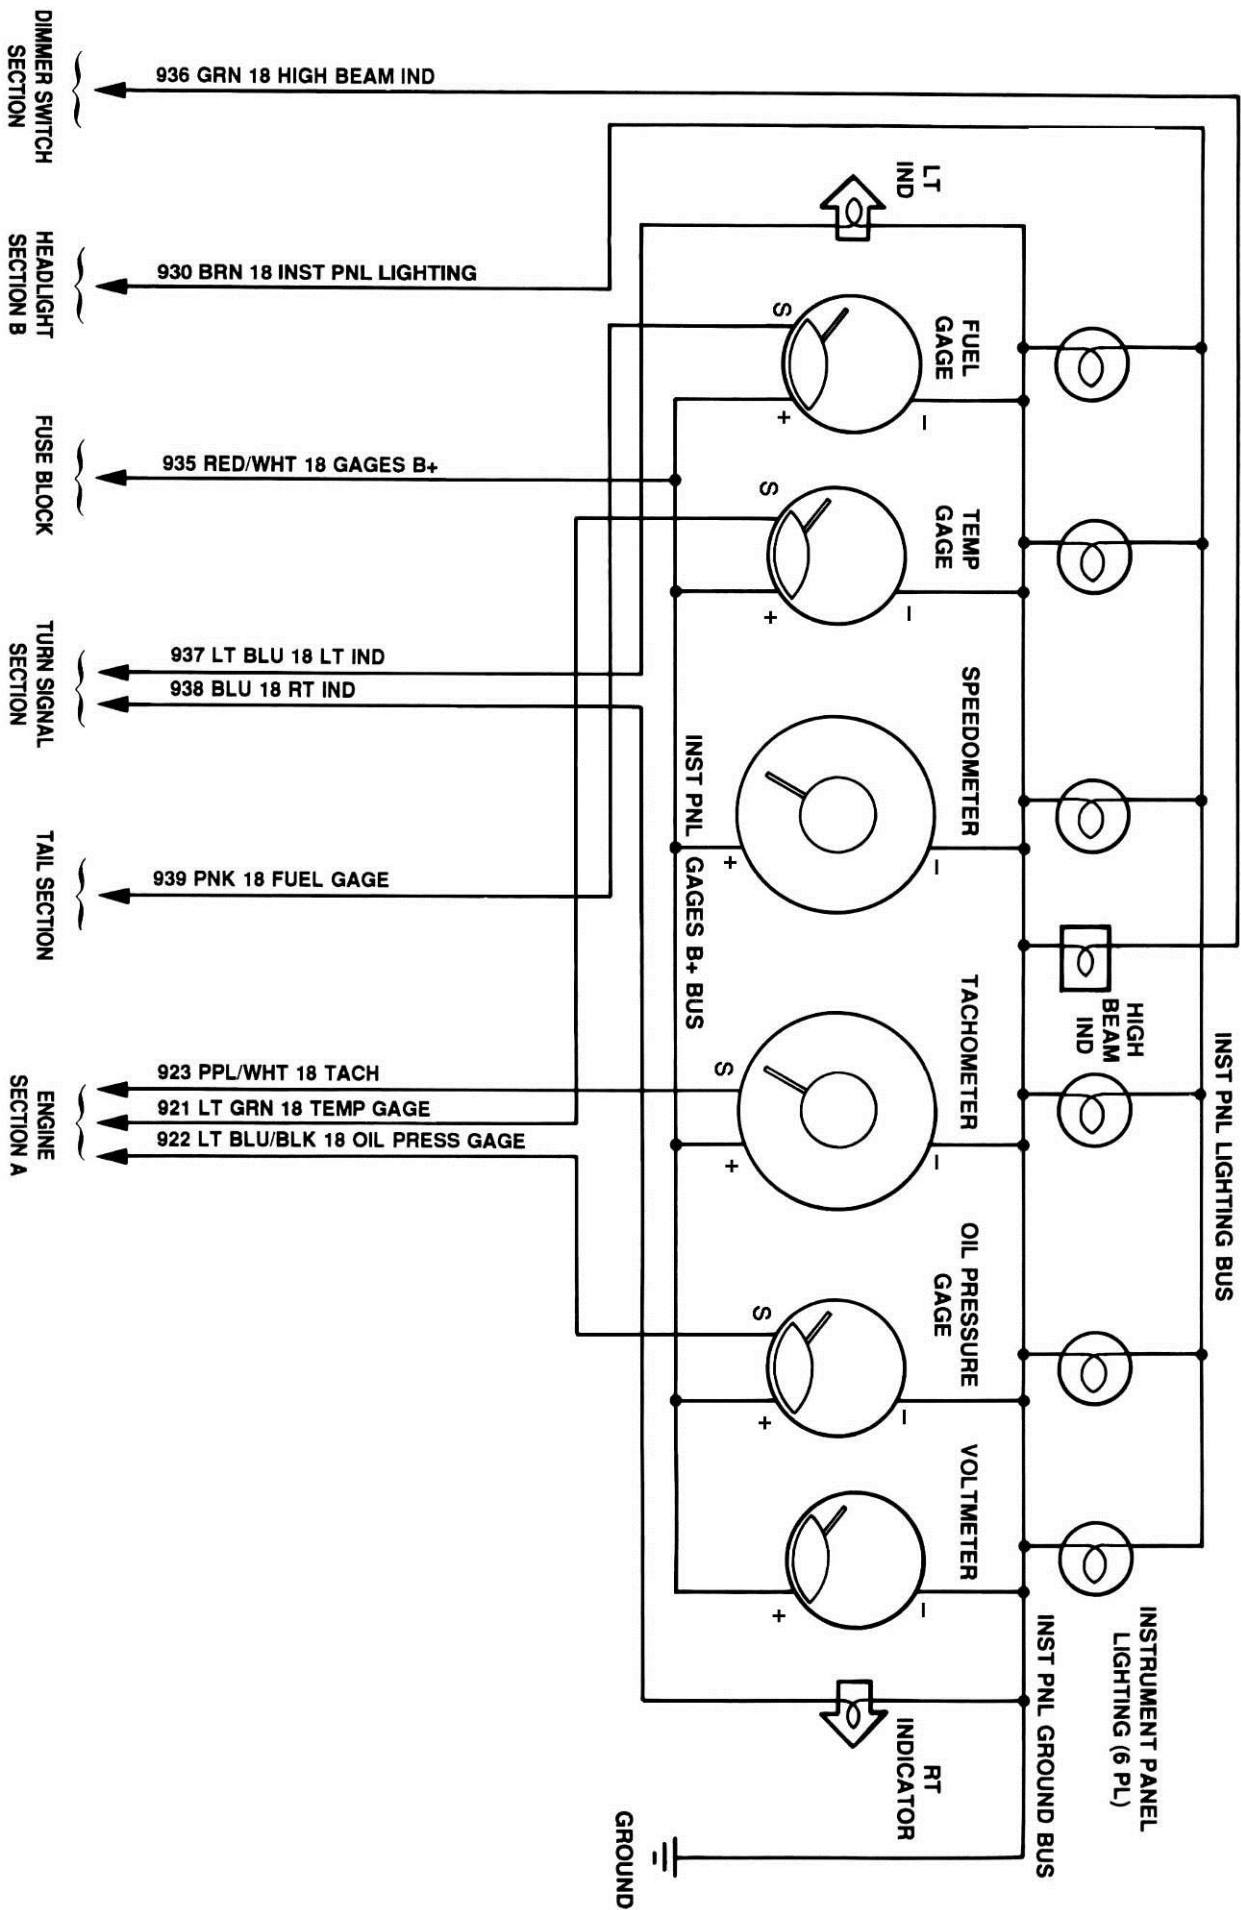 DIMMER SWITCH
SECTION
936 GRN 18 HIGH BEAM IND
HEADLIGHT
SECTION B
930 BRN 18 INST PNL LIGHTING
FUSE BLOCK
935 RED/WHT 18 GAGES B+
TURN SIGNAL
SECTION
937 LT BLU 18 LT IND
938 BLU 18 RT IND
TAIL SECTION
939 PNK 18 FUEL GAGE
ENGINE
SECTION A
923 PPL/WHT 18 TACH
921 LT GRN 18 TEMP GAGE
922 LT BLU/BLK 18 OIL PRESS GAGE
LT
IND
FUEL
GAGE
S
+
−
TEMP
GAGE
S
+
−
SPEEDOMETER
+
−
INST PNL GAGES B+ BUS
HIGH
BEAM
IND
TACHOMETER
S
+
−
INST PNL LIGHTING BUS
OIL PRESSURE
GAGE
S
+
−
VOLTMETER
+
−
INSTRUMENT PANEL
LIGHTING (6 PL)
INST PNL GROUND BUS
RT
INDICATOR
GROUND